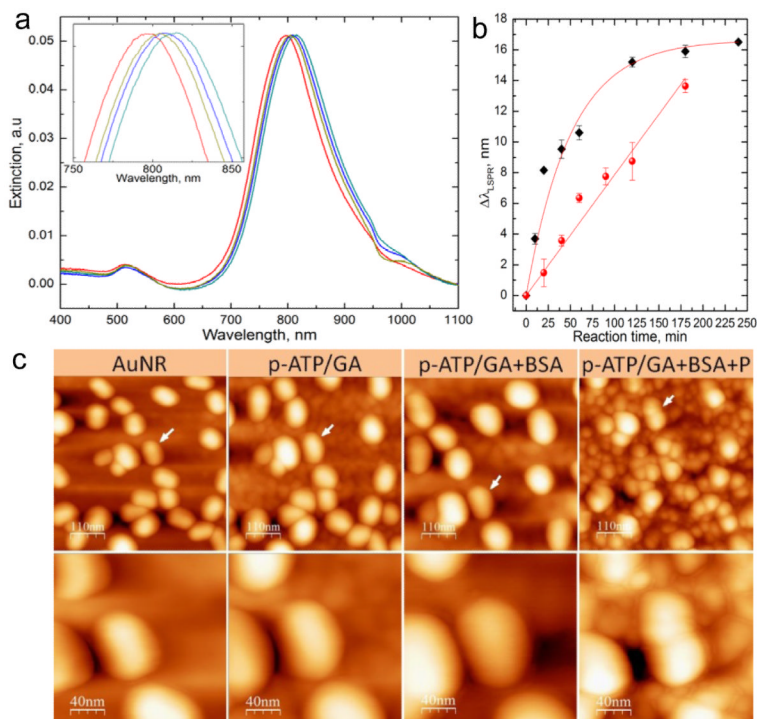 a
0.05
0.04
0.03
0.02
0.01
0.00
Extinction, a.u
750 800 850
Wavelength, nm
400 500 600 700 800 900 1000 1100
Wavelength, nm
b
18
16
14
12
10
8
6
4
2
0
Δλ_LSPR, nm
0 25 50 75 100 125 150 175 200 225 250
Reaction time, min
c
AuNR p-ATP/GA p-ATP/GA+BSA p-ATP/GA+BSA+P
110nm 110nm 110nm 110nm
40nm 40nm 40nm 40nm